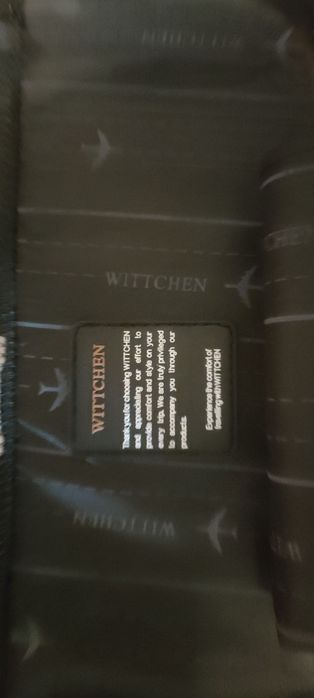 WITTCHEN
WITTCHEN
Thank you for choosing WITTCHEN
and appreciating our effort to
provide comfort and style on your
every trip. We are truly privileged
to accompany you through our
products.
Experience the comfort of
travelling with WITTCHEN
WITTCHEN
WITTCHEN